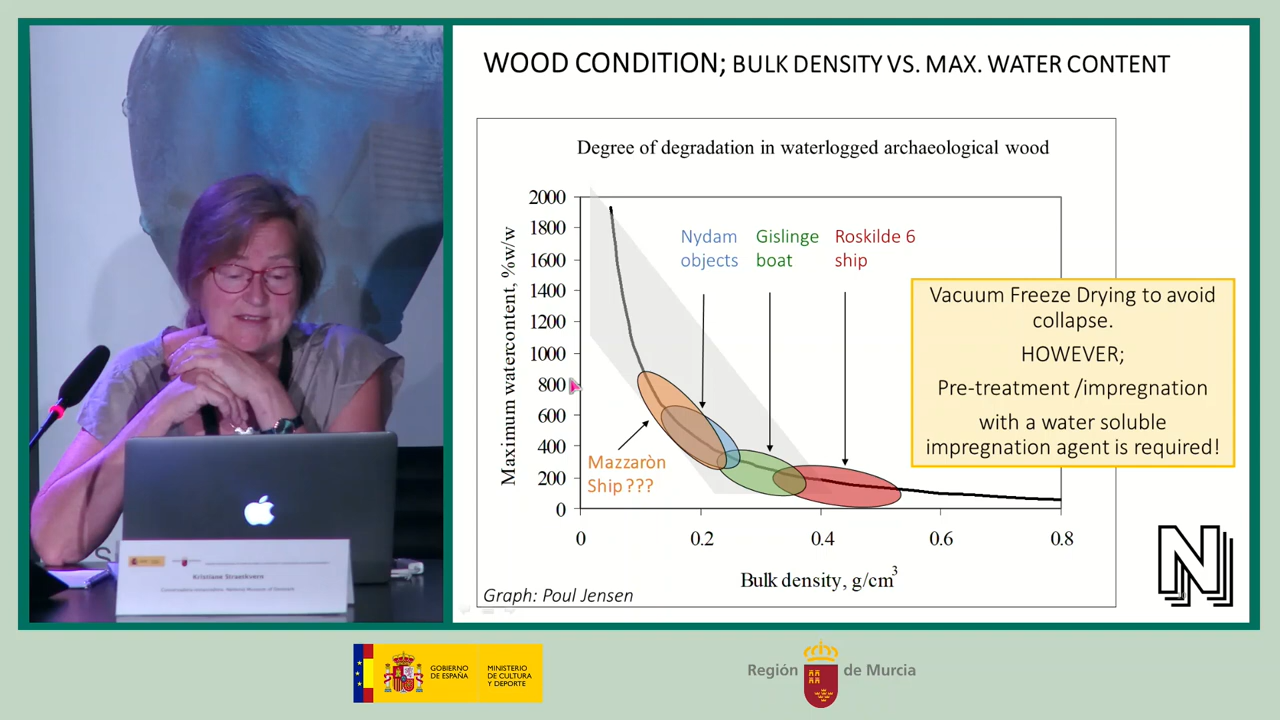 WOOD CONDITION; BULK DENSITY VS. MAX. WATER CONTENT
Degree of degradation in waterlogged archaeological wood
Maximum watercontent, %w/w
2000
1800
1600
1400
1200
1000
800
600
400
200
0
Nydam
objects
Gislinge
boat
Roskilde 6
ship
Mazzaròn
Ship ???
0
0.2
0.4
0.6
0.8
Bulk density, g/cm³
Graph: Poul Jensen
Vacuum Freeze Drying to avoid
collapse.
HOWEVER;
Pre-treatment /impregnation
with a water soluble
impregnation agent is required!
N
Kristiane Straetkvern
GOBIERNO
DE ESPAÑA
MINISTERIO
DE CULTURA
Y DEPORTE
Región de Murcia